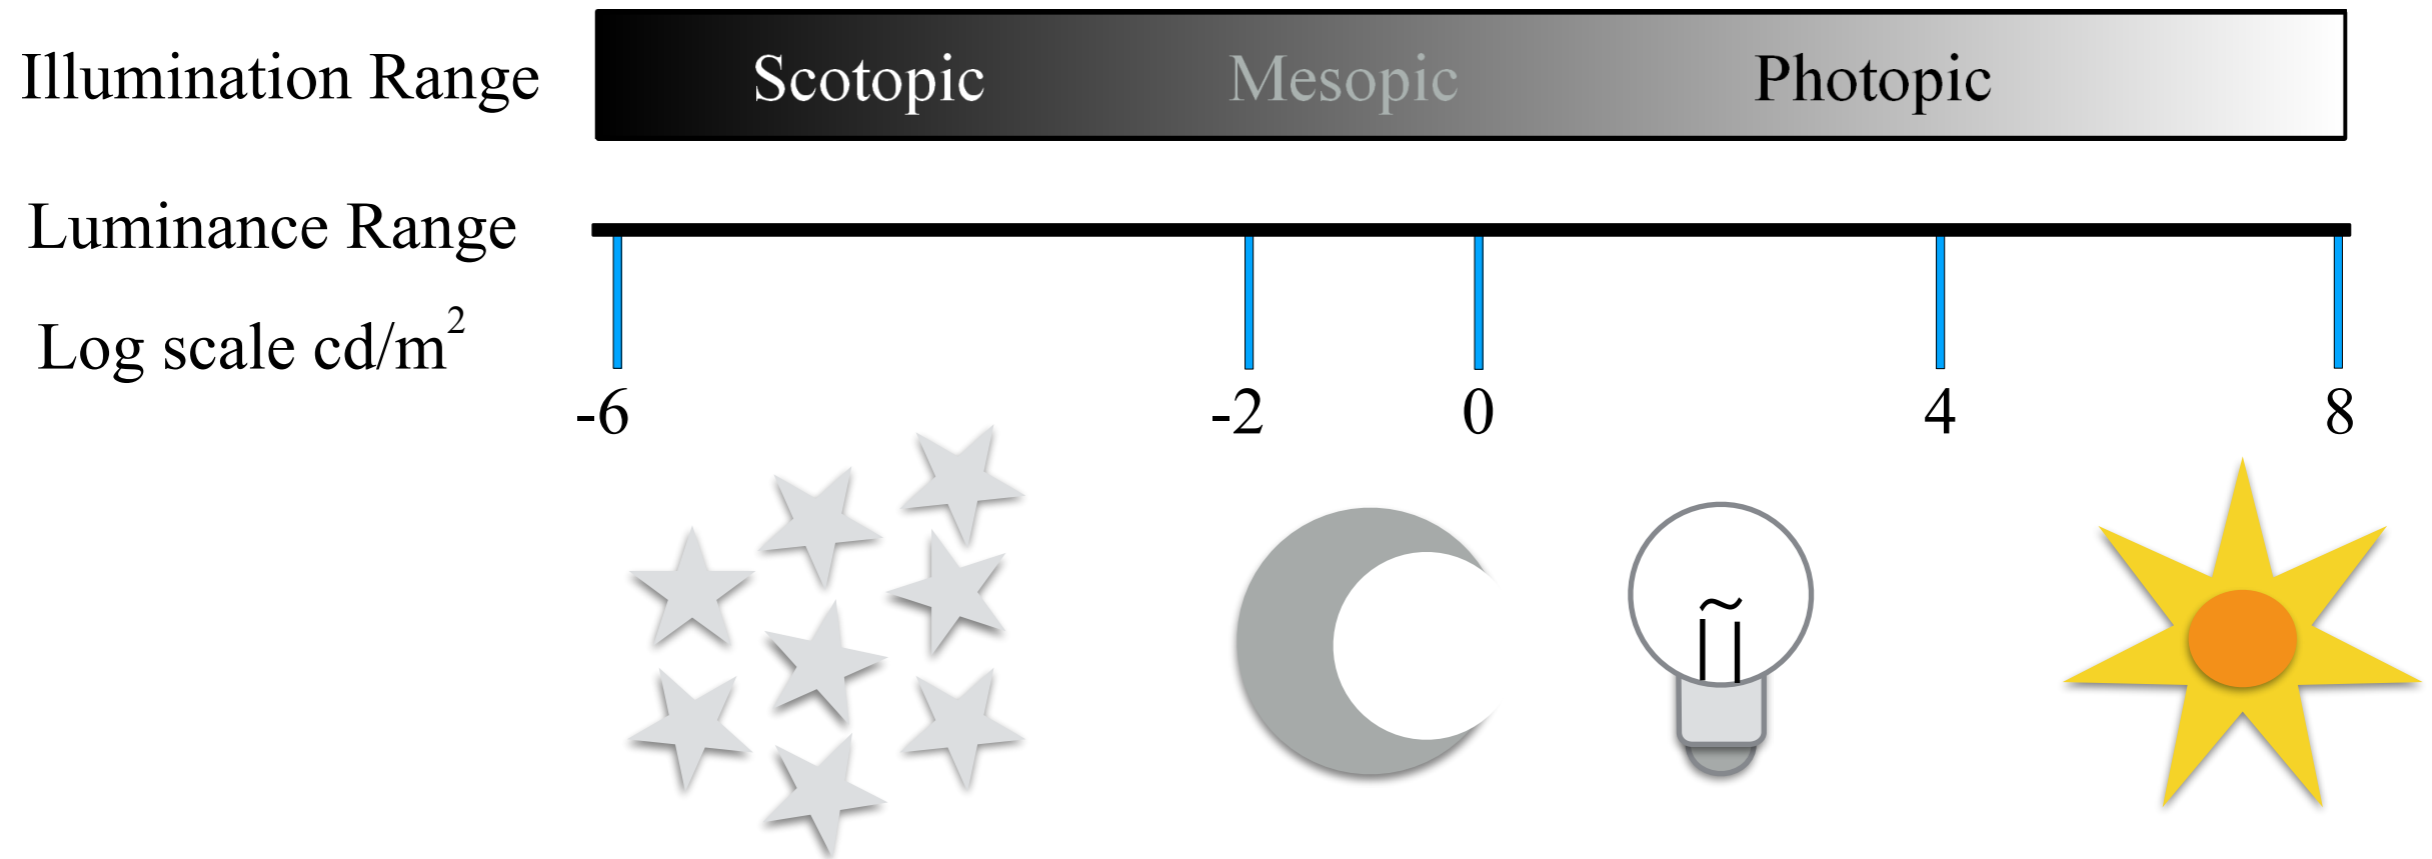 Illumination Range Scotopic Mesopic Photopic
Luminance Range
Log scale cd/m²
-6 -2 0 4 8